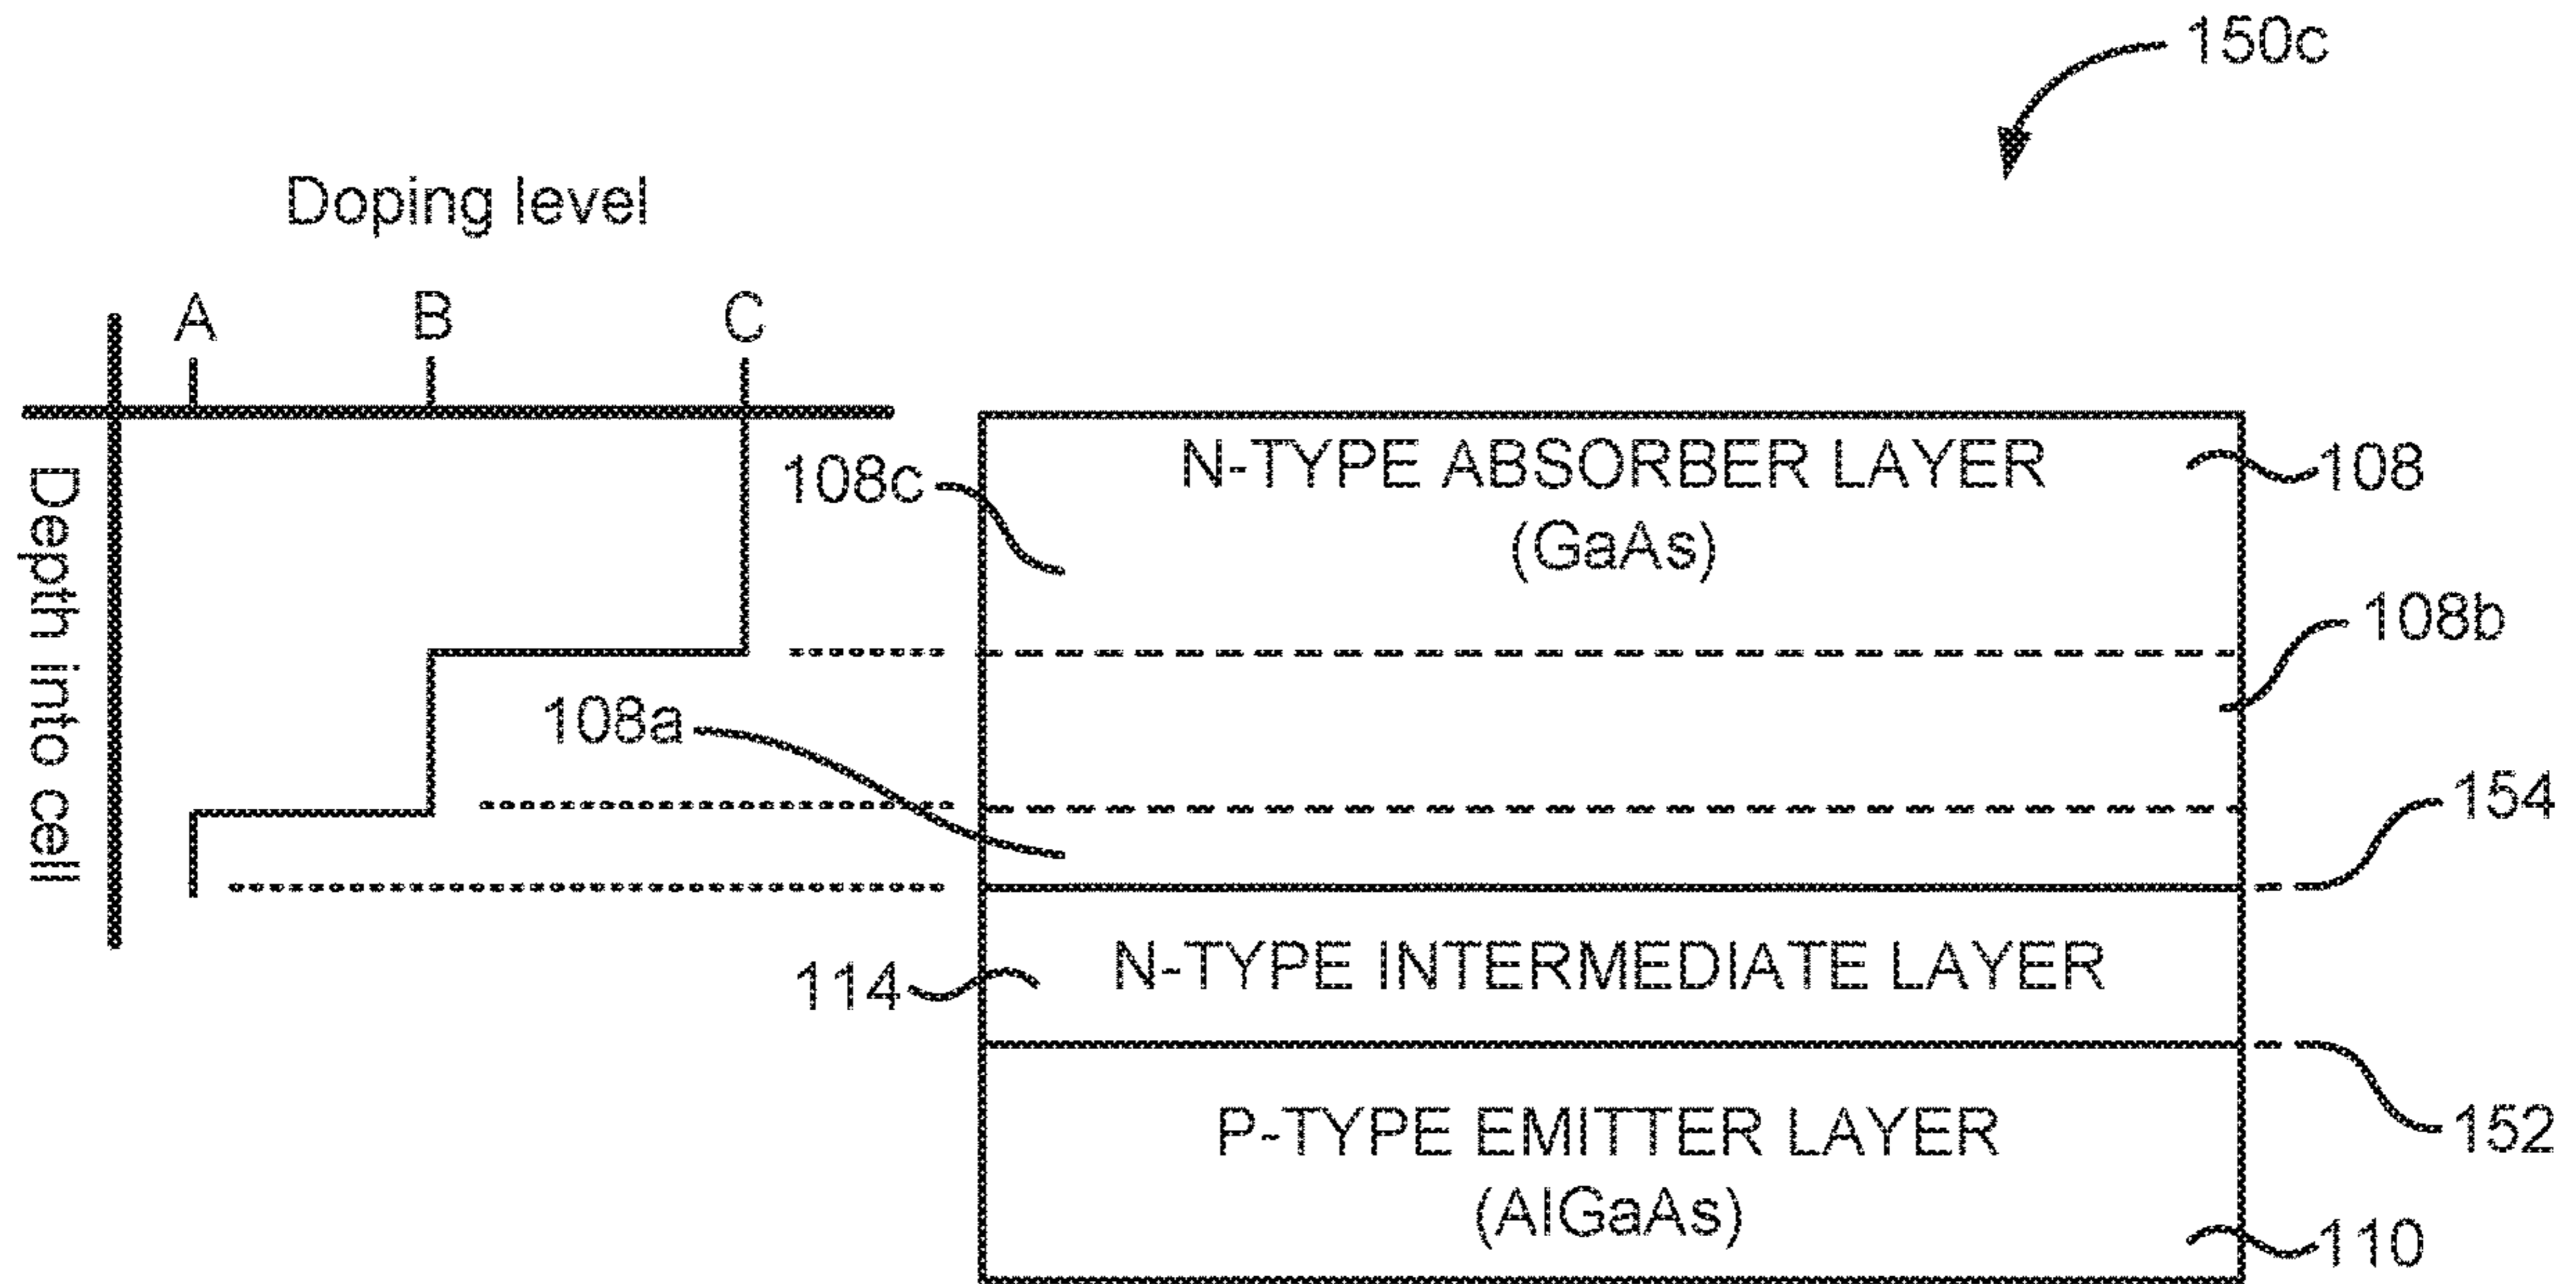 150c
Doping level
A B C
Depth into cell
N-TYPE ABSORBER LAYER
(GaAs)
108
108c
108b
108a
154
N-TYPE INTERMEDIATE LAYER
114
152
P-TYPE EMITTER LAYER
(AlGaAs)
110